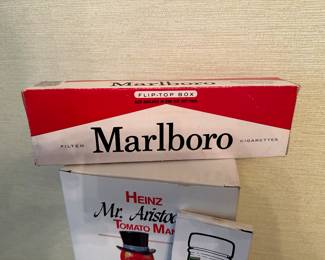 Marlboro
FLIP-TOP BOX
FILTER Marlboro CIGARETTES
HEINZ
Mr. Aristoc
TOMATO MAN